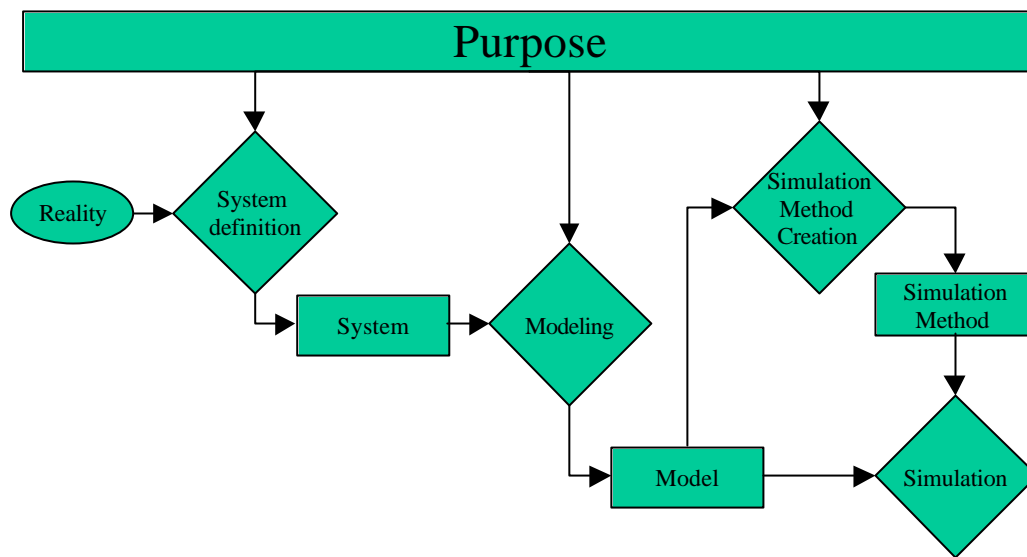 Purpose
Reality
System
definition
System
Modeling
Simulation
Method
Creation
Simulation
Method
Model
Simulation